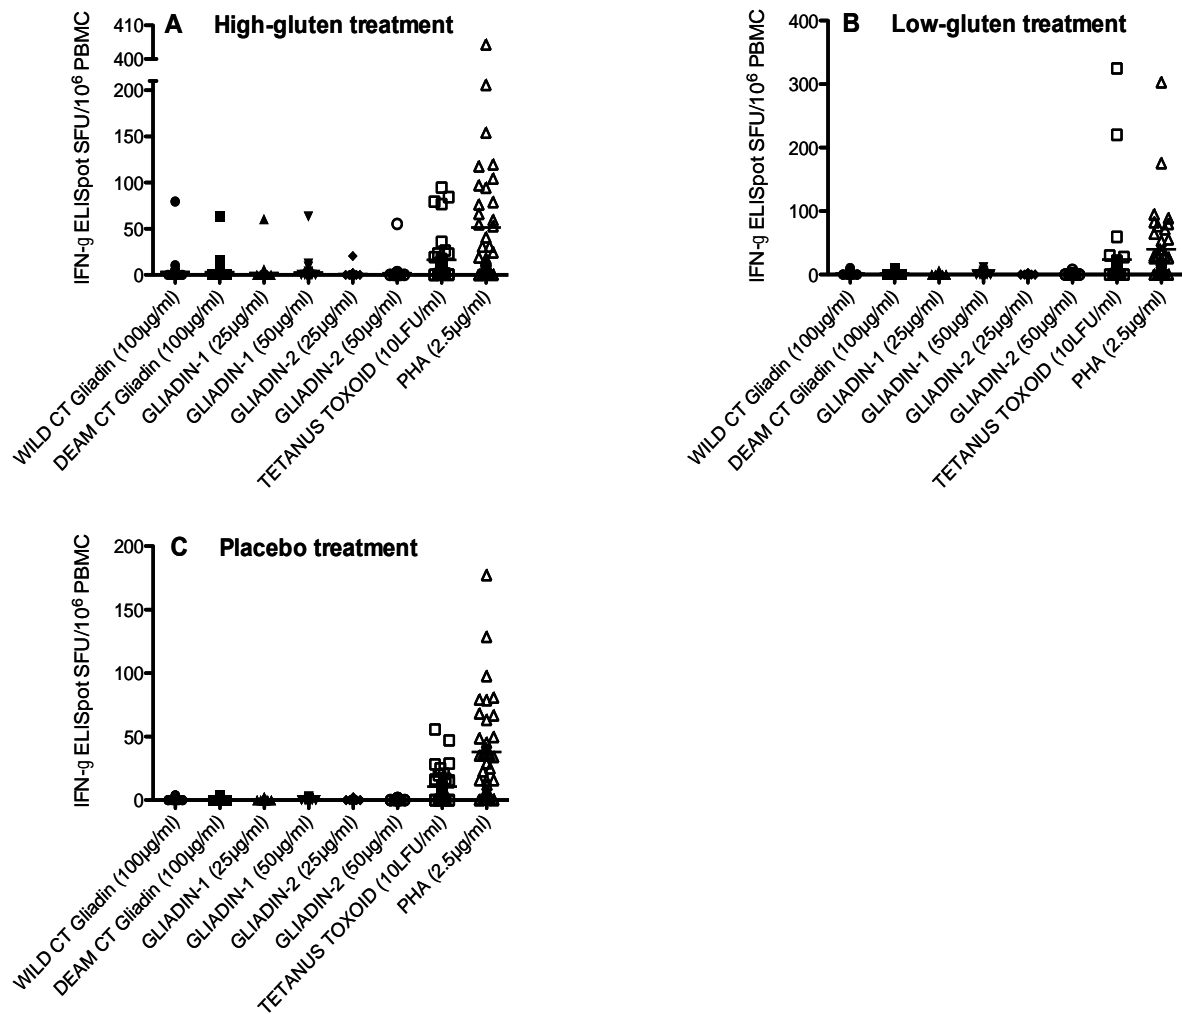 A High-gluten treatment
IFN-g ELISpot SFU/10⁶ PBMC
410
400
200
150
100
50
0
WILD CT Gliadin (100µg/ml)
DEAM CT Gliadin (100µg/ml)
GLIADIN-1 (25µg/ml)
GLIADIN-1 (50µg/ml)
GLIADIN-2 (25µg/ml)
GLIADIN-2 (50µg/ml)
TETANUS TOXOID (10LFU/ml)
PHA (2.5µg/ml)
B Low-gluten treatment
IFN-g ELISpot SFU/10⁶ PBMC
400
300
200
100
0
WILD CT Gliadin (100µg/ml)
DEAM CT Gliadin (100µg/ml)
GLIADIN-1 (25µg/ml)
GLIADIN-1 (50µg/ml)
GLIADIN-2 (25µg/ml)
GLIADIN-2 (50µg/ml)
TETANUS TOXOID (10LFU/ml)
PHA (2.5µg/ml)
C Placebo treatment
IFN-g ELISpot SFU/10⁶ PBMC
200
150
100
50
0
WILD CT Gliadin (100µg/ml)
DEAM CT Gliadin (100µg/ml)
GLIADIN-1 (25µg/ml)
GLIADIN-1 (50µg/ml)
GLIADIN-2 (25µg/ml)
GLIADIN-2 (50µg/ml)
TETANUS TOXOID (10LFU/ml)
PHA (2.5µg/ml)